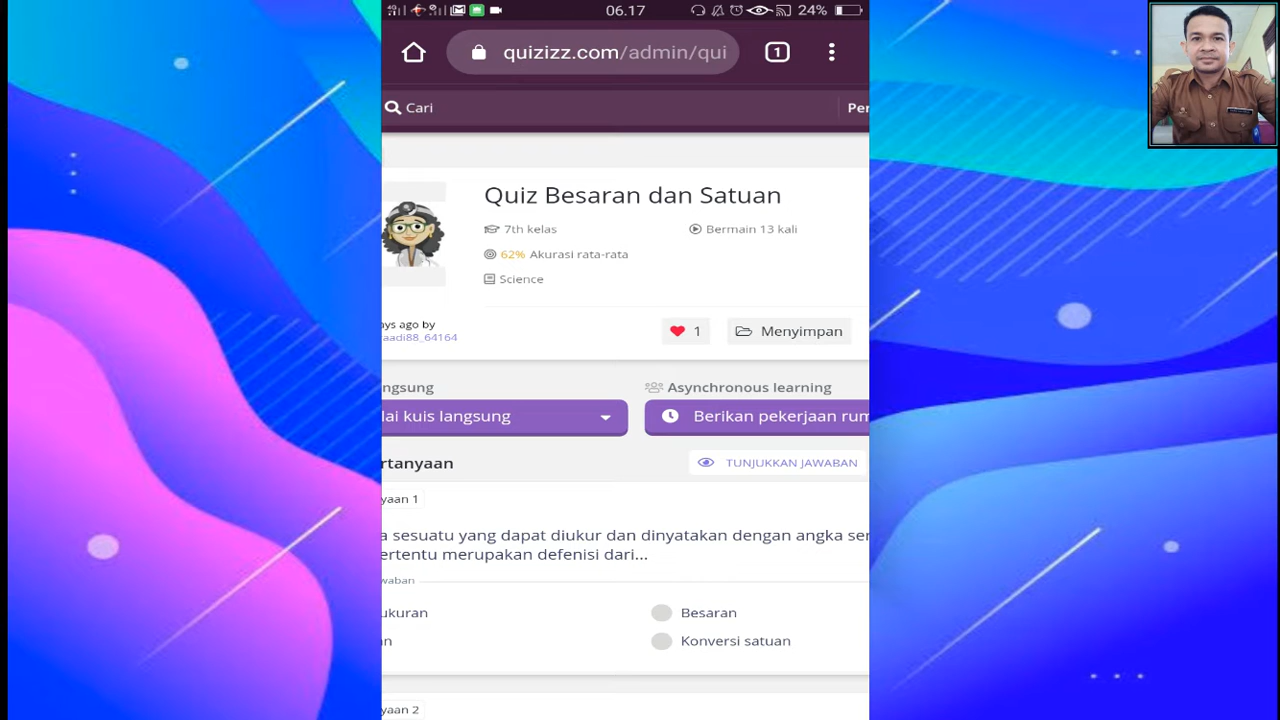 06.17
24%
quizizz.com/admin/qui
1
Cari
Per
Quiz Besaran dan Satuan
7th kelas
Bermain 13 kali
62% Akurasi rata-rata
Science
ays ago by
aadi88_64164
1
Menyimpan
ngsung
Asynchronous learning
lai kuis langsung
Berikan pekerjaan rum
rtanyaan
TUNJUKKAN JAWABAN
yaan 1
a sesuatu yang dapat diukur dan dinyatakan dengan angka ser
ertentu merupakan defenisi dari...
waban
ukuran
Besaran
an
Konversi satuan
yaan 2